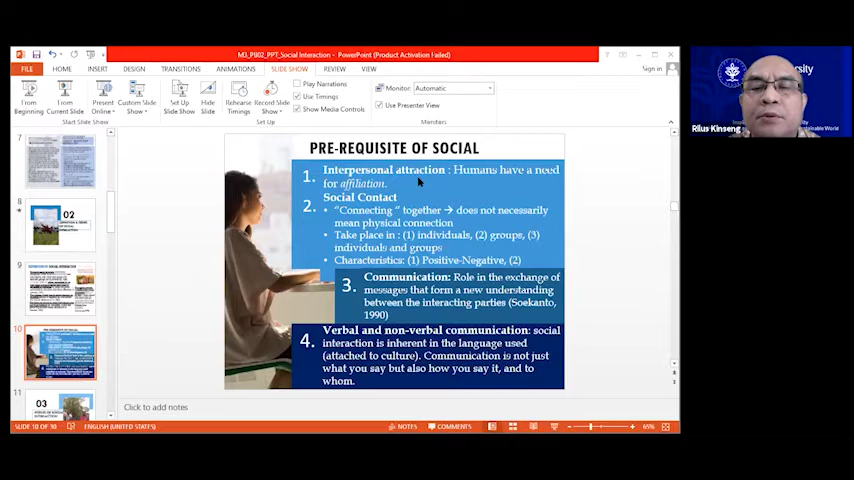 M3_PB02_PPT_Social Interaction - PowerPoint (Product Activation Failed)
FILE HOME INSERT DESIGN TRANSITIONS ANIMATIONS SLIDE SHOW REVIEW VIEW Sign in
From Beginning
From Current Slide
Present Online
Custom Slide Show
Set Up Slide Show
Hide Slide
Rehearse Timings
Record Slide Show
Play Narrations
Use Timings
Show Media Controls
Monitor: Automatic
Use Presenter View
Start Slide Show
Set Up
Monitors
7
8
02
9
10
11
03
PRE-REQUISITE OF SOCIAL
1. Interpersonal attraction : Humans have a need
for affiliation.
2. Social Contact
• "Connecting " together → does not necessarily
mean physical connection
• Take place in : (1) individuals, (2) groups, (3)
individuals and groups
• Characteristics: (1) Positive-Negative, (2)
3. Communication: Role in the exchange of
messages that form a new understanding
between the interacting parties (Soekanto,
1990)
4. Verbal and non-verbal communication: social
interaction is inherent in the language used
(attached to culture). Communication is not just
what you say but also how you say it, and to
whom.
Click to add notes
SLIDE 10 OF 30 ENGLISH (UNITED STATES) NOTES COMMENTS 65%
Rilus Kinseng